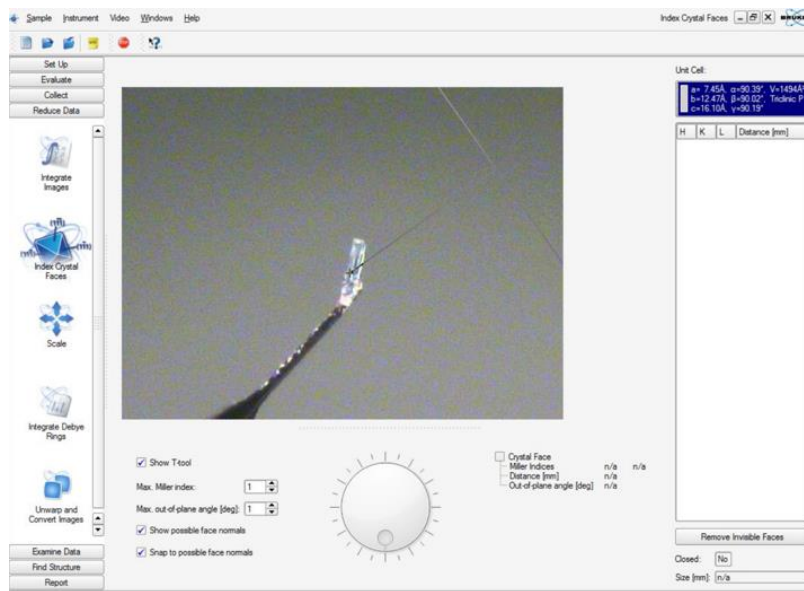 Sample Instrument Video Windows Help
Index Crystal Faces
Set Up
Evaluate
Collect
Reduce Data
Integrate
Images
Index Crystal
Faces
Scale
Integrate Debye
Rings
Unwarp and
Convert Images
Examine Data
Find Structure
Report
Show T-tool
Max. Miller index: 1
Max. out-of-plane angle [deg]: 1
Show possible face normals
Snap to possible face normals
Crystal Face
Miller Indices n/a n/a
Distance [mm] n/a
Out-of-plane angle [deg] n/a
Unit Cell:
a= 7.45Å, α=90.39°, V=1494Å³
b=12.47Å, β=90.02°, Triclinic P
c=16.10Å, γ=90.19°
H K L Distance [mm]
Remove Invisible Faces
Closed: No
Size [mm]: n/a